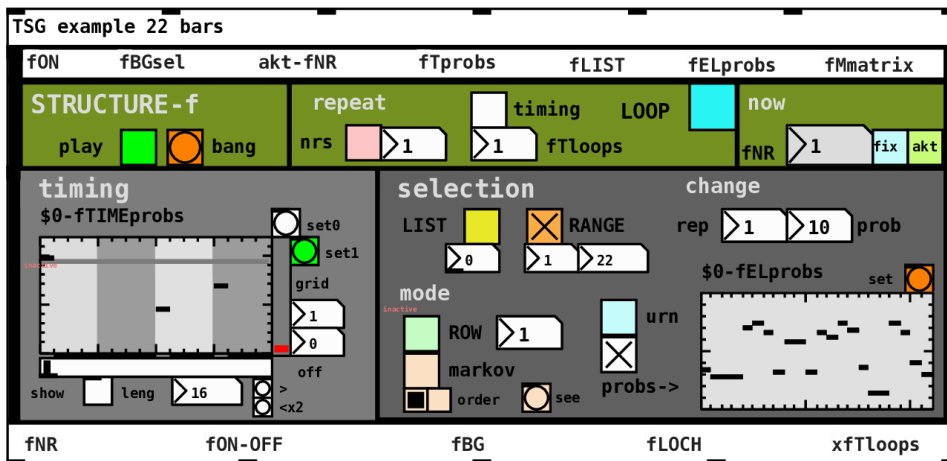 TSG example 22 bars
fON fBGsel akt-fNR fTprobs fLIST fELprobs fMmatrix
STRUCTURE-f repeat timing LOOP now
play bang nrs 1 1 fTloops fNR 1 fix akt
timing selection change
$0-fTIMEprobs set0 LIST RANGE rep 1 10 prob
set1 0 1 22
inactive grid $0-fELprobs set
mode
inactive
1 ROW 1 urn
0
off markov probs->
show leng 16 > order see
<x2
fNR fON-OFF fBG fLOCH xfTloops